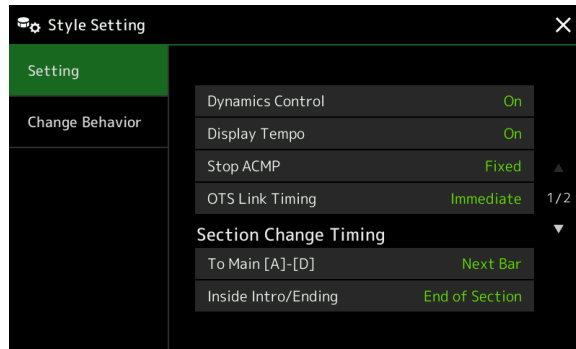 Style Setting
Setting
Change Behavior
Dynamics Control On
Display Tempo On
Stop ACMP Fixed
OTS Link Timing Immediate
1/2
Section Change Timing
To Main [A]-[D] Next Bar
Inside Intro/Ending End of Section